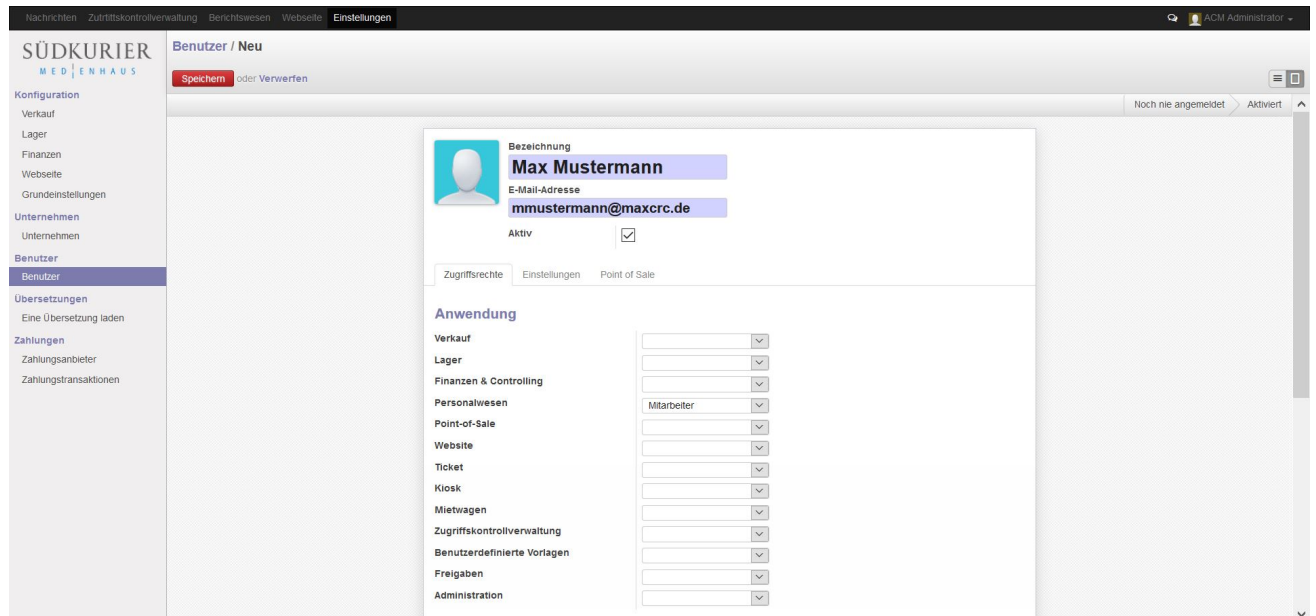 Nachrichten Zutrtittskontrollverwaltung Berichtswesen Webseite Einstellungen ACM Administrator
SÜDKURIER
MEDIENHAUS
Konfiguration
Verkauf
Lager
Finanzen
Webseite
Grundeinstellungen
Unternehmen
Unternehmen
Benutzer
Benutzer
Übersetzungen
Eine Übersetzung laden
Zahlungen
Zahlungsanbieter
Zahlungstransaktionen
Benutzer / Neu
Speichern oder Verwerfen
Noch nie angemeldet Aktiviert
Bezeichnung
Max Mustermann
E-Mail-Adresse
mmustermann@maxcrc.de
Aktiv
Zugriffsrechte Einstellungen Point of Sale
Anwendung
Verkauf
Lager
Finanzen & Controlling
Personalwesen Mitarbeiter
Point-of-Sale
Website
Ticket
Kiosk
Mietwagen
Zugriffskontrollverwaltung
Benutzerdefinierte Vorlagen
Freigaben
Administration